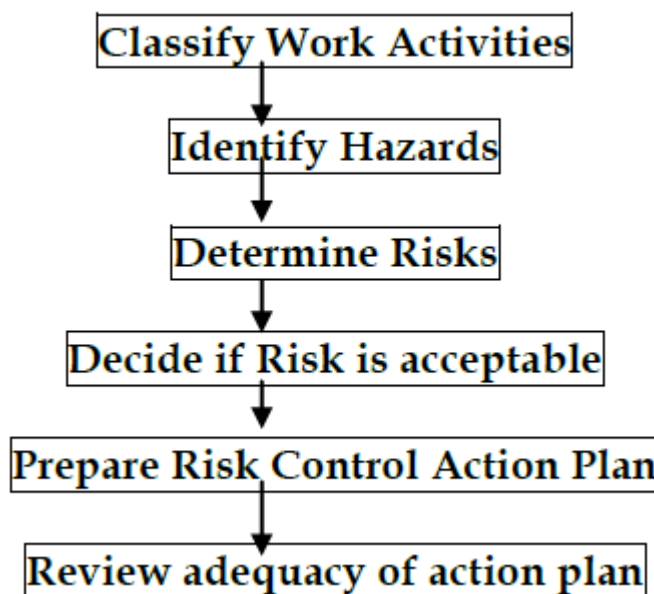 Classify Work Activities
Identify Hazards
Determine Risks
Decide if Risk is acceptable
Prepare Risk Control Action Plan
Review adequacy of action plan